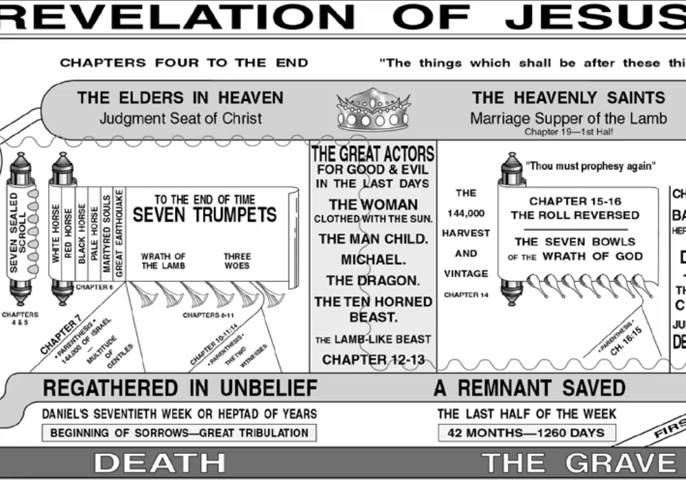 REVELATION OF JESUS
CHAPTERS FOUR TO THE END
"The things which shall be after these thi
THE ELDERS IN HEAVEN
Judgment Seat of Christ
THE HEAVENLY SAINTS
Marriage Supper of the Lamb
Chapter 19—1st Half
SEVEN SEALED
SCROLL
CHAPTERS
4 & 5
WHITE HORSE
RED HORSE
BLACK HORSE
PALE HORSE
MARTYRED SOULS
GREAT EARTHQUAKE
CHAPTER 6
TO THE END OF TIME
SEVEN TRUMPETS
WRATH OF
THE LAMB
THREE
WOES
CHAPTERS 8-11
CHAPTER 7
• PARENTHESIS •
144,000 OF ISRAEL
–
MULTITUDE
OF
GENTILES
CHAPTER 10-11:14
• PARENTHESIS •
THE TWO
WITNESSES
THE GREAT ACTORS
FOR GOOD & EVIL
IN THE LAST DAYS
THE WOMAN
CLOTHED WITH THE SUN.
THE MAN CHILD.
MICHAEL.
THE DRAGON.
THE TEN HORNED
BEAST.
THE LAMB-LIKE BEAST
CHAPTER 12-13
THE
144,000
HARVEST
AND
VINTAGE
CHAPTER 14
"Thou must prophesy again"
CHAPTER 15-16
THE ROLL REVERSED
THE SEVEN BOWLS
OF THE WRATH OF GOD
• PARENTHESIS •
CH. 16:15
CH
BA
HER
D
TH
C
JU
DE
REGATHERED IN UNBELIEF
DANIEL'S SEVENTIETH WEEK OR HEPTAD OF YEARS
BEGINNING OF SORROWS—GREAT TRIBULATION
A REMNANT SAVED
THE LAST HALF OF THE WEEK
42 MONTHS—1260 DAYS
FIRS
DEATH
THE GRAVE